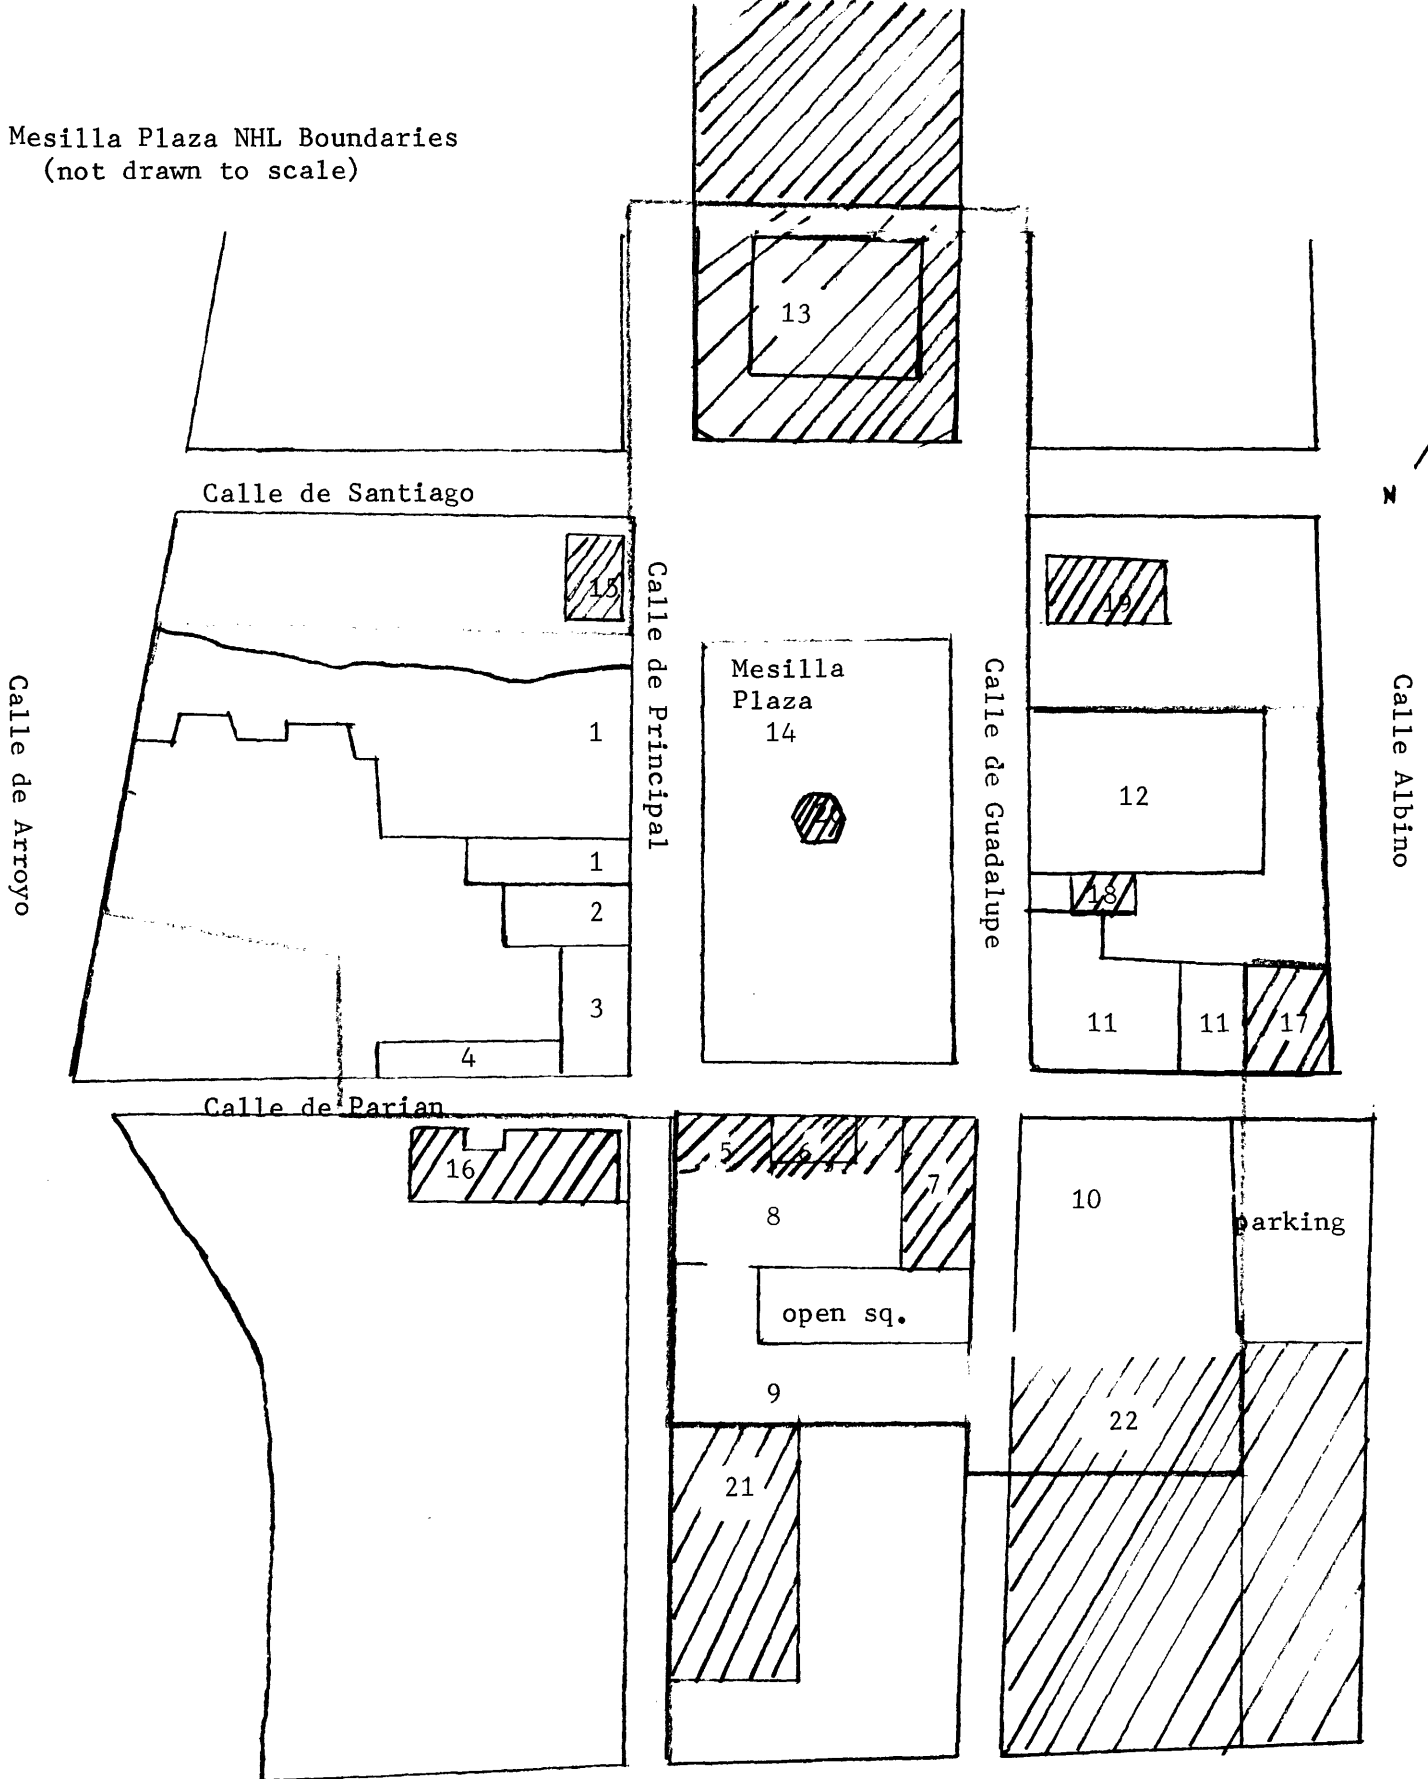 Mesilla Plaza NHL Boundaries
(not drawn to scale)
13
Calle de Santiago
N
15
19
Calle de Principal
Calle de Guadalupe
Calle de Arroyo
Calle Albino
Mesilla
Plaza
14
1
12
1
18
2
3
11
11
17
4
Calle de Parian
5
6
7
16
8
10
parking
open sq.
9
22
21